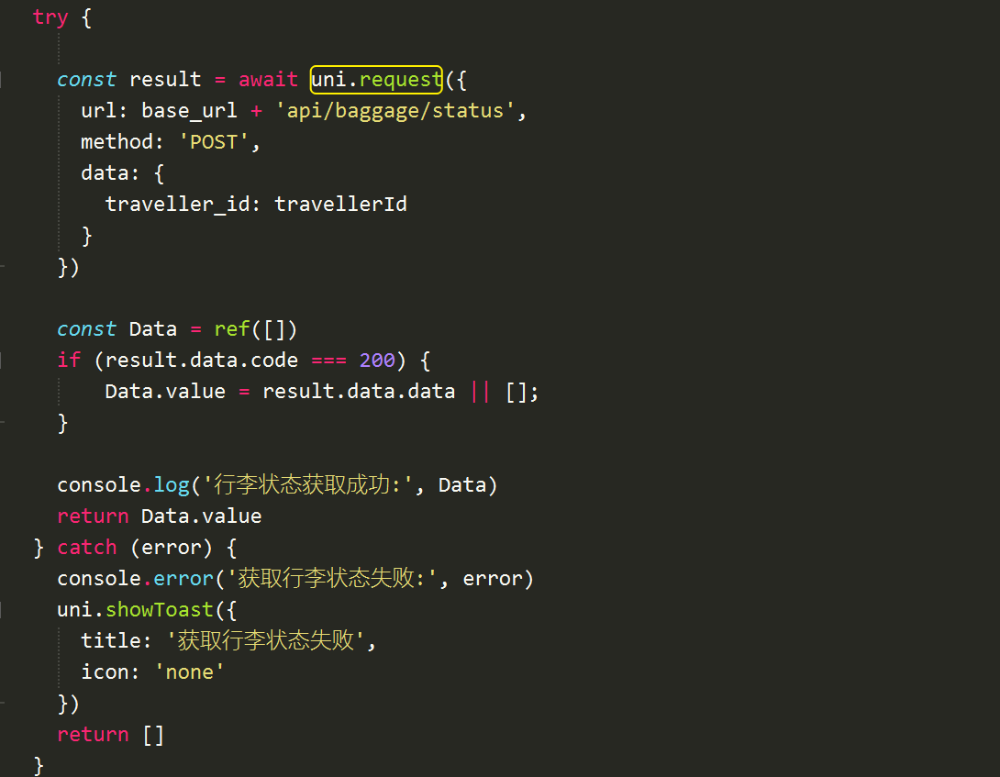 try {
const result = await uni.request({
url: base_url + 'api/baggage/status',
method: 'POST',
data: {
traveller_id: travellerId
}
})
const Data = ref([])
if (result.data.code === 200) {
Data.value = result.data.data || [];
}
console.log('行李状态获取成功:', Data)
return Data.value
} catch (error) {
console.error('获取行李状态失败:', error)
uni.showToast({
title: '获取行李状态失败',
icon: 'none'
})
return []
}